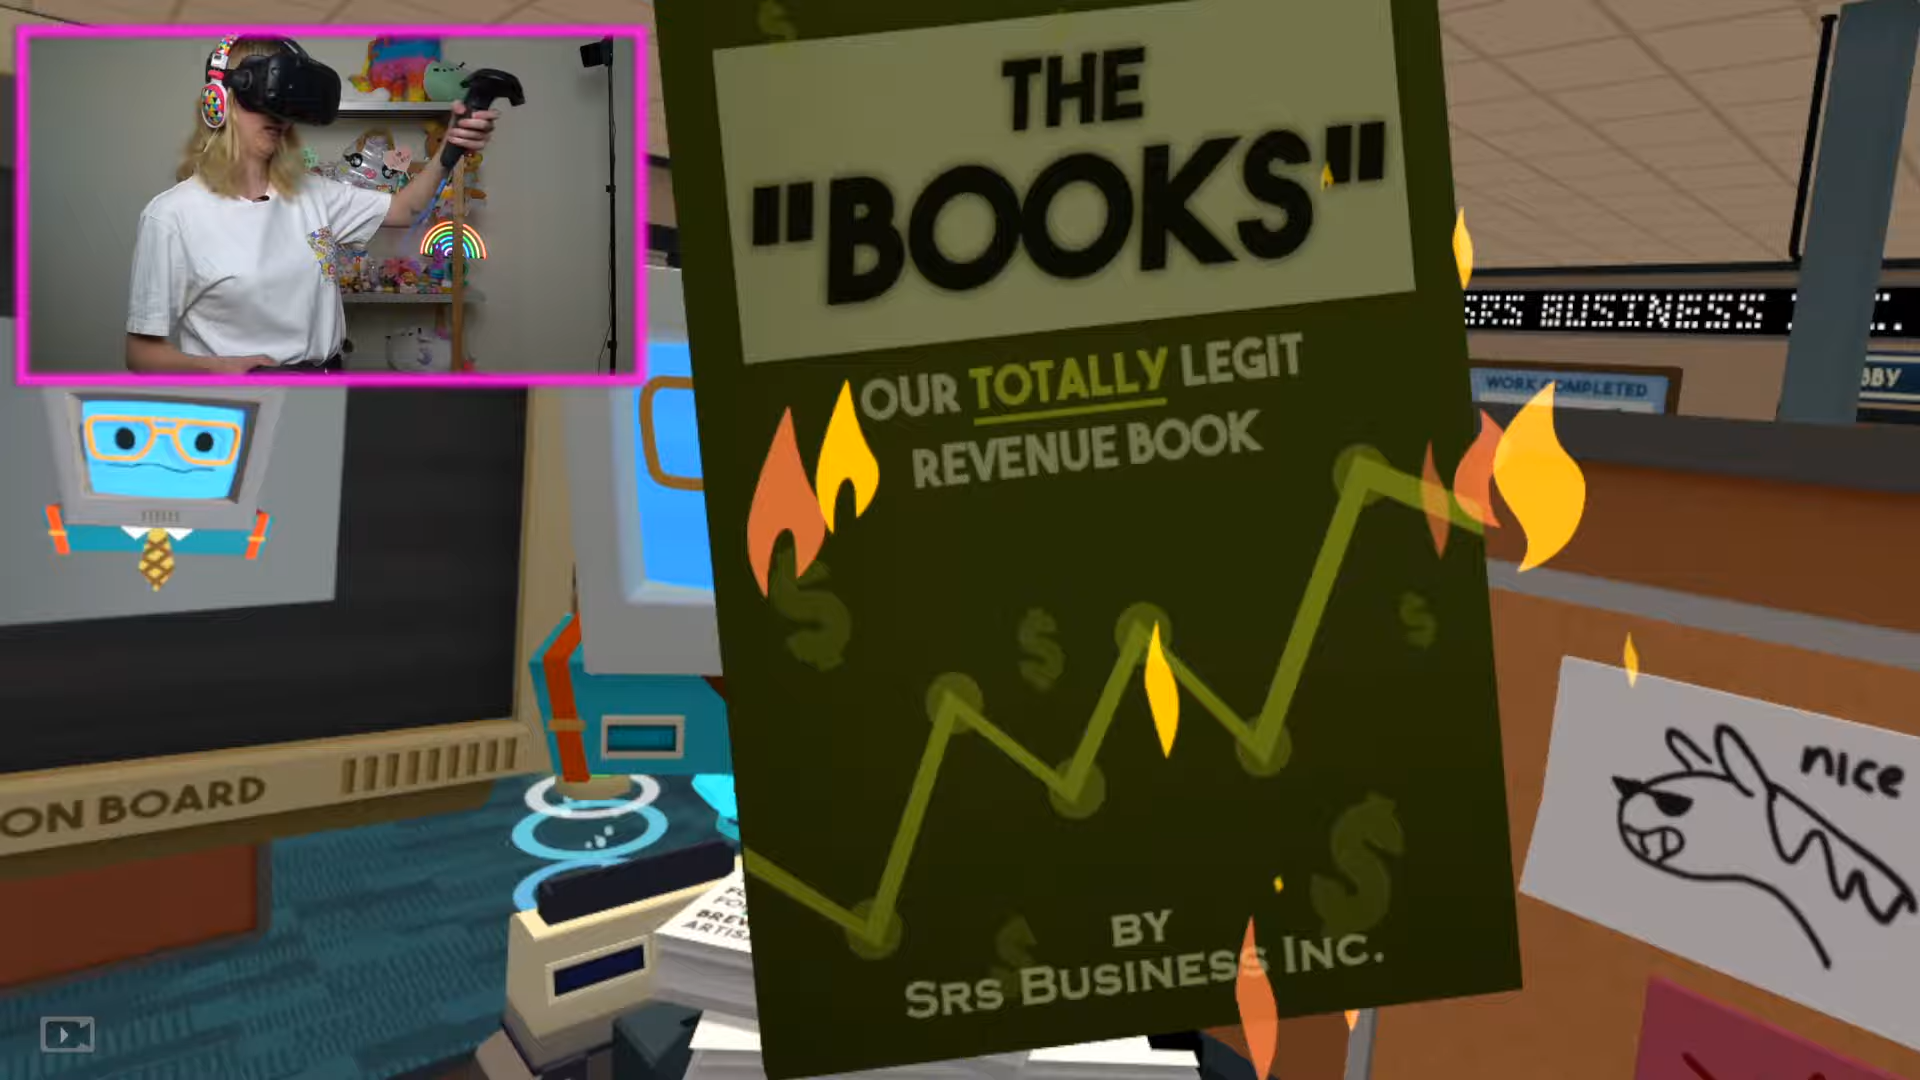 THE
"BOOKS"
OUR TOTALLY LEGIT
REVENUE BOOK
BY
SRS BUSINESS INC.
SRS BUSINESS
WORK COMPLETED
nice
ON BOARD